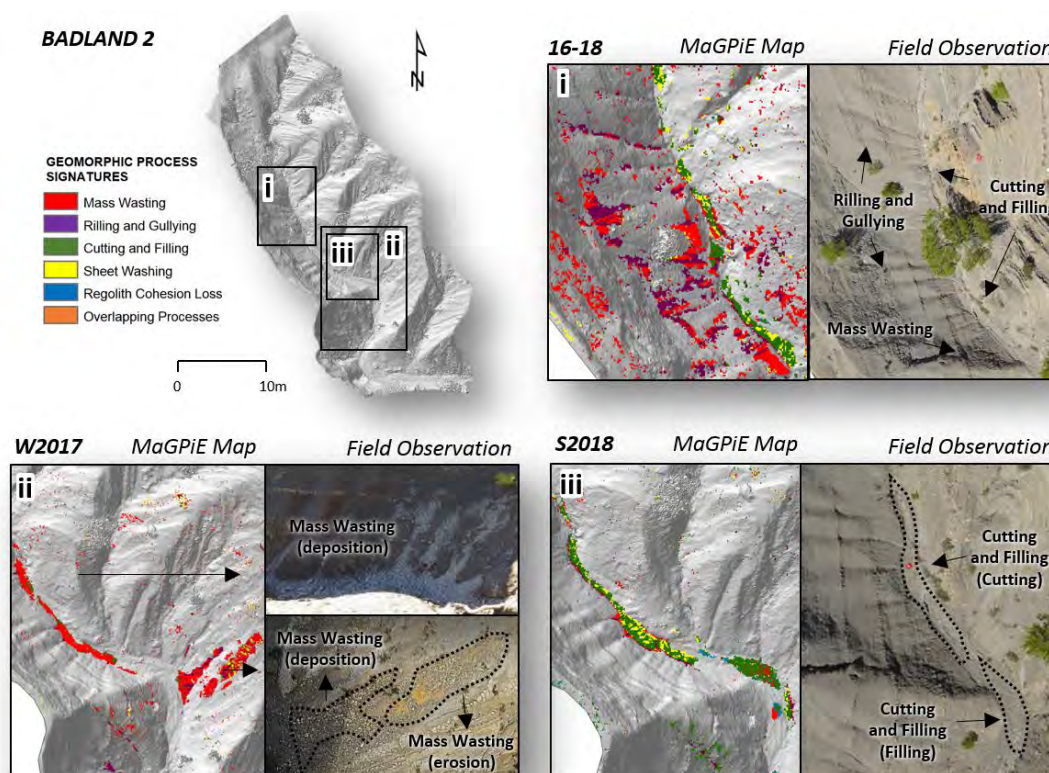 BADLAND 2
N
GEOMORPHIC PROCESS
SIGNATURES
Mass Wasting
Rilling and Gullying
Cutting and Filling
Sheet Washing
Regolith Cohesion Loss
Overlapping Processes
0 10m
i
iii
ii
16-18 MaGPiE Map Field Observation
i
Rilling and
Gullying
Cutting
and Filling
Mass Wasting
W2017 MaGPiE Map Field Observation
ii
Mass Wasting
(deposition)
Mass Wasting
(deposition)
Mass Wasting
(erosion)
S2018 MaGPiE Map Field Observation
iii
Cutting
and Filling
(Cutting)
Cutting
and Filling
(Filling)